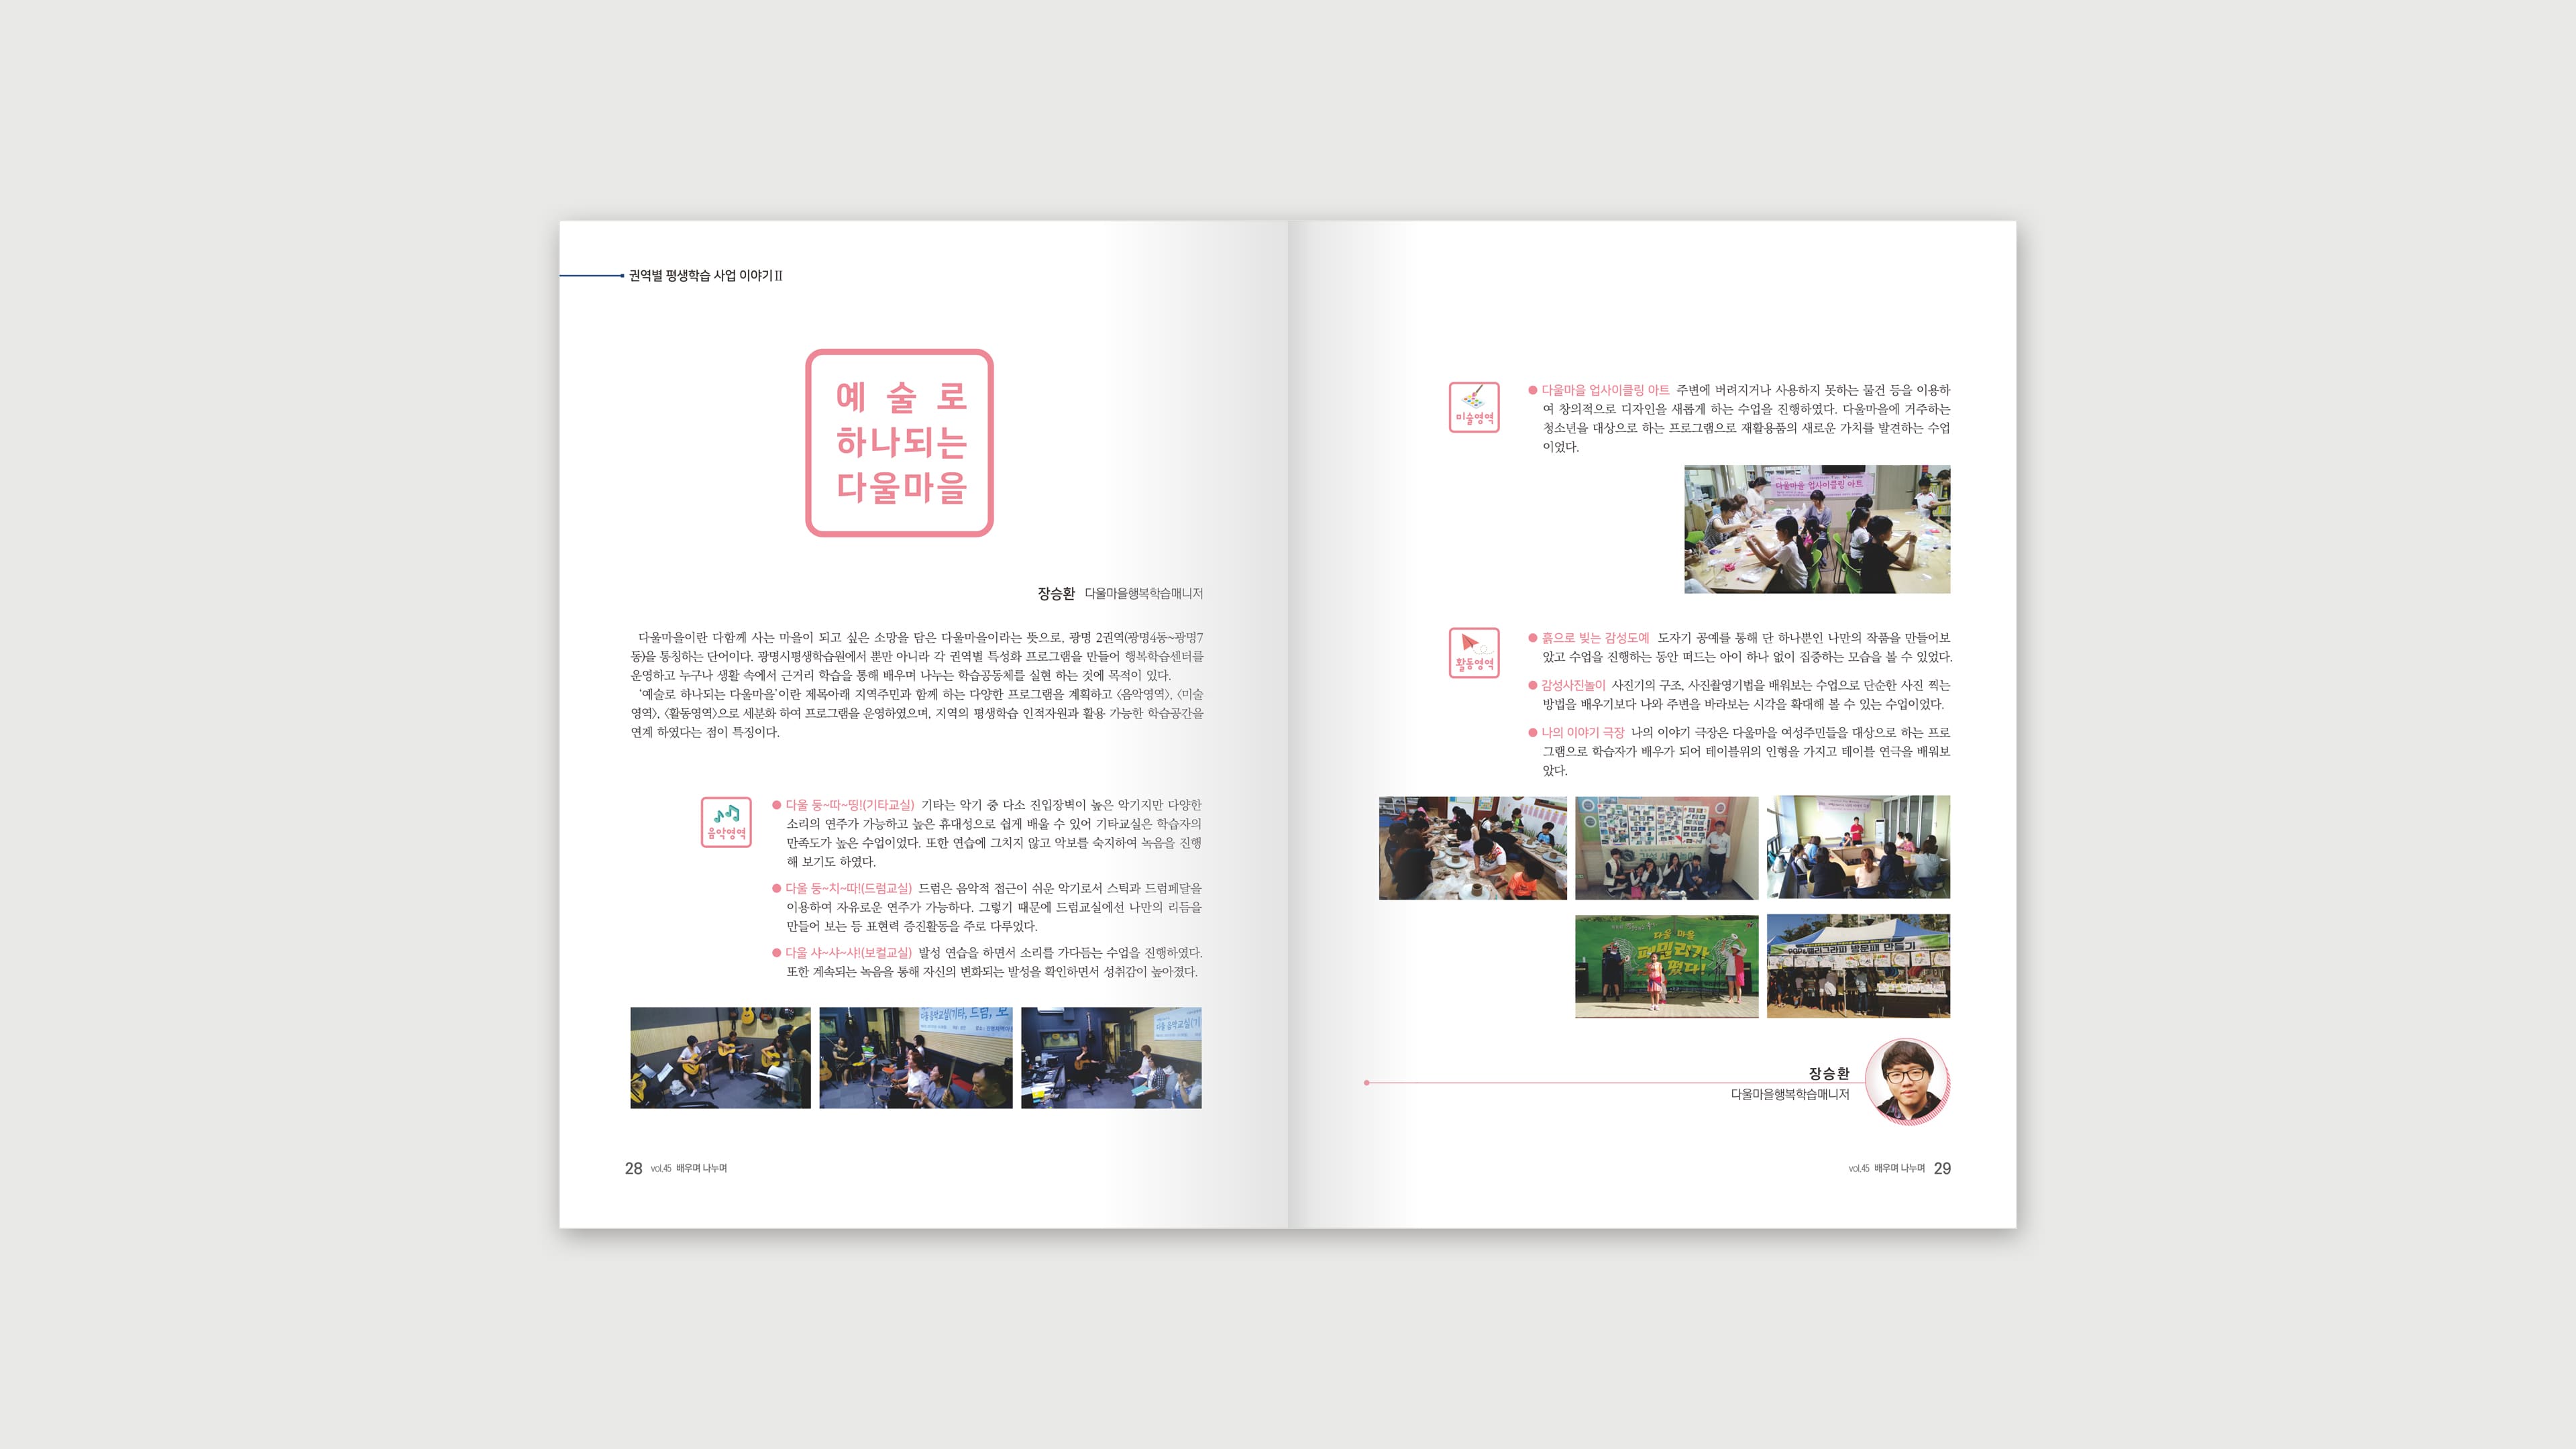 권역별 평생학습 사업 이야기Ⅱ
예 술 로
하나되는
다울마을
장승환 다울마을행복학습매니저
다울마을이란 다함께 사는 마을이 되고 싶은 소망을 담은 다울마을이라는 뜻으로, 광명 2권역(광명4동~광명7
동)을 통칭하는 단어이다. 광명시평생학습원에서 뿐만 아니라 각 권역별 특성화 프로그램을 만들어 행복학습센터를
운영하고 누구나 생활 속에서 근거리 학습을 통해 배우며 나누는 학습공동체를 실현 하는 것에 목적이 있다.
'예술로 하나되는 다울마을'이란 제목아래 지역주민과 함께 하는 다양한 프로그램을 계획하고 〈음악영역〉, 〈미술
영역〉, 〈활동영역〉으로 세분화 하여 프로그램을 운영하였으며, 지역의 평생학습 인적자원과 활용 가능한 학습공간을
연계 하였다는 점이 특징이다.
음악영역
● 다울 둥~따~띵!(기타교실) 기타는 악기 중 다소 진입장벽이 높은 악기지만 다양한
소리의 연주가 가능하고 높은 휴대성으로 쉽게 배울 수 있어 기타교실은 학습자의
만족도가 높은 수업이었다. 또한 연습에 그치지 않고 악보를 숙지하여 녹음을 진행
해 보기도 하였다.
● 다울 둥~치~따!(드럼교실) 드럼은 음악적 접근이 쉬운 악기로서 스틱과 드럼페달을
이용하여 자유로운 연주가 가능하다. 그렇기 때문에 드럼교실에선 나만의 리듬을
만들어 보는 등 표현력 증진활동을 주로 다루었다.
● 다울 샤~샤~샤!(보컬교실) 발성 연습을 하면서 소리를 가다듬는 수업을 진행하였다.
또한 계속되는 녹음을 통해 자신의 변화되는 발성을 확인하면서 성취감이 높아졌다.
다울 음악교실(기타, 드럼, 보
다울 음악교실(기
28 vol.45 배우며 나누며
미술영역
● 다울마을 업사이클링 아트 주변에 버려지거나 사용하지 못하는 물건 등을 이용하
여 창의적으로 디자인을 새롭게 하는 수업을 진행하였다. 다울마을에 거주하는
청소년을 대상으로 하는 프로그램으로 재활용품의 새로운 가치를 발견하는 수업
이었다.
다울마을 업사이클링 아트
활동영역
● 흙으로 빚는 감성도예 도자기 공예를 통해 단 하나뿐인 나만의 작품을 만들어보
았고 수업을 진행하는 동안 떠드는 아이 하나 없이 집중하는 모습을 볼 수 있었다.
● 감성사진놀이 사진기의 구조, 사진촬영기법을 배워보는 수업으로 단순한 사진 찍는
방법을 배우기보다 나와 주변을 바라보는 시각을 확대해 볼 수 있는 수업이었다.
● 나의 이야기 극장 나의 이야기 극장은 다울마을 여성주민들을 대상으로 하는 프로
그램으로 학습자가 배우가 되어 테이블위의 인형을 가지고 테이블 연극을 배워보
았다.
다울 마을
패밀리가
떴다!
POP&캘리그라피 방문패 만들기
장승환
다울마을행복학습매니저
vol.45 배우며 나누며 29